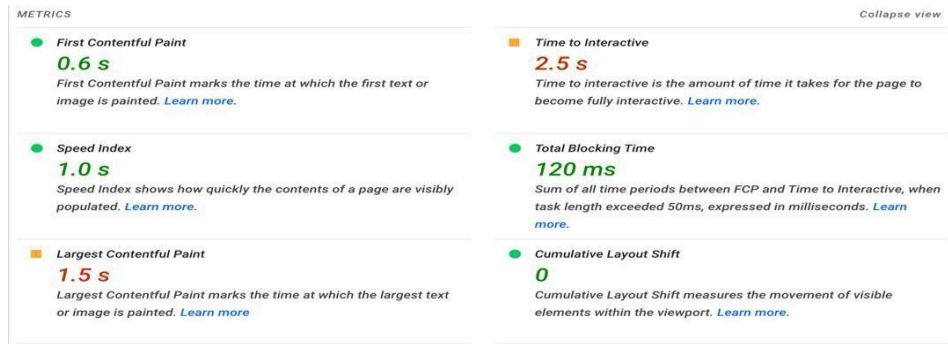 METRICS
Collapse view
First Contentful Paint
0.6 s
First Contentful Paint marks the time at which the first text or
image is painted. Learn more.
Time to Interactive
2.5 s
Time to interactive is the amount of time it takes for the page to
become fully interactive. Learn more.
Speed Index
1.0 s
Speed Index shows how quickly the contents of a page are visibly
populated. Learn more.
Total Blocking Time
120 ms
Sum of all time periods between FCP and Time to Interactive, when
task length exceeded 50ms, expressed in milliseconds. Learn
more.
Largest Contentful Paint
1.5 s
Largest Contentful Paint marks the time at which the largest text
or image is painted. Learn more
Cumulative Layout Shift
0
Cumulative Layout Shift measures the movement of visible
elements within the viewport. Learn more.